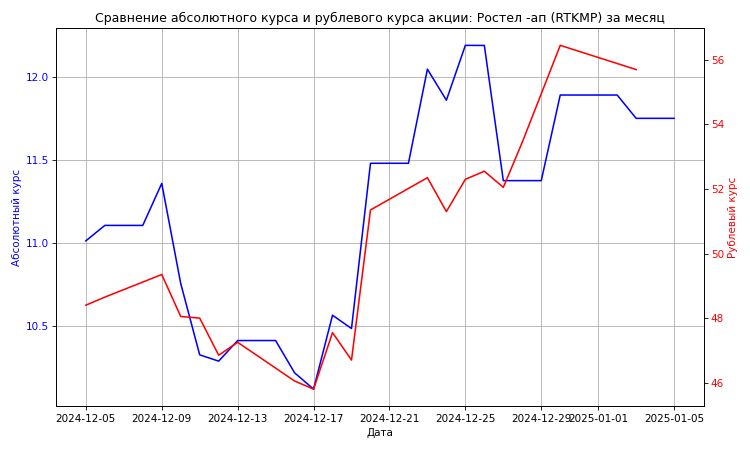 Сравнение абсолютного курса и рублевого курса акции: Ростел -ап (RTKMP) за месяц
Абсолютный курс
12.0
11.5
11.0
10.5
56
54
52
50
48
46
Рублевый курс
2024-12-05 2024-12-09 2024-12-13 2024-12-17 2024-12-21 2024-12-25 2024-12-29 2025-01-01 2025-01-05
Дата